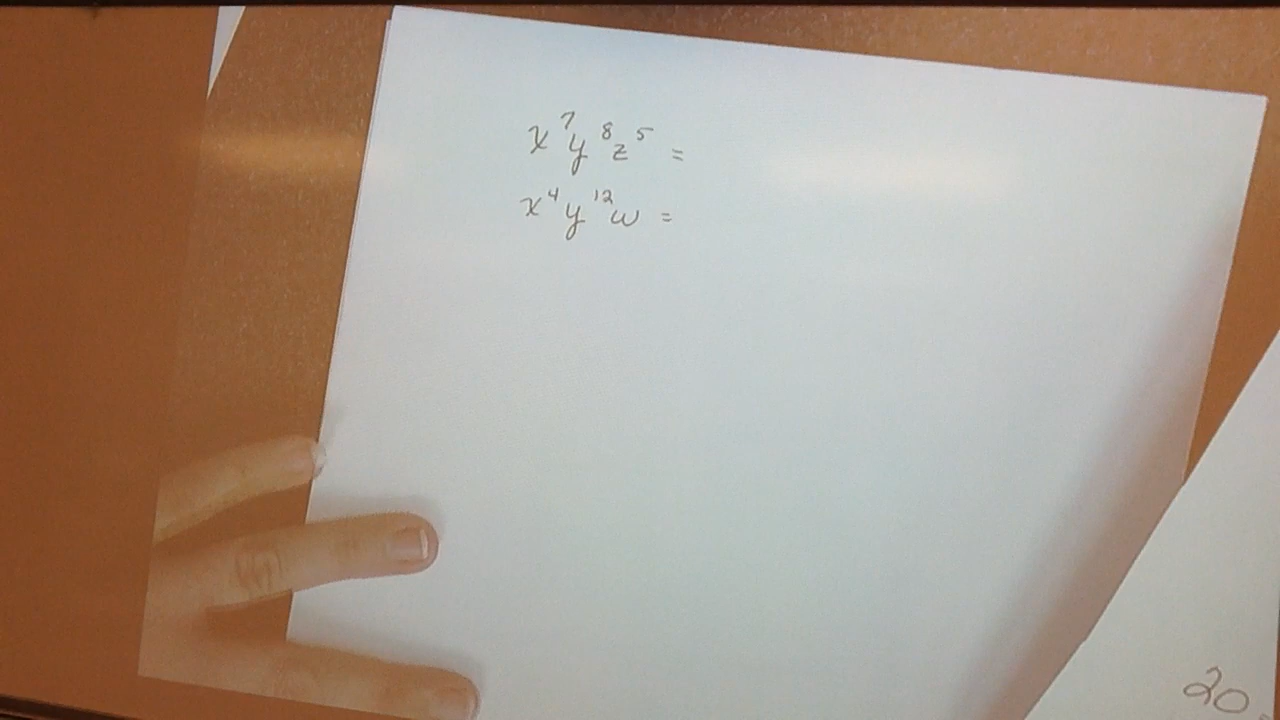 x⁷y⁸z⁵ =
x⁴y¹²w =
20